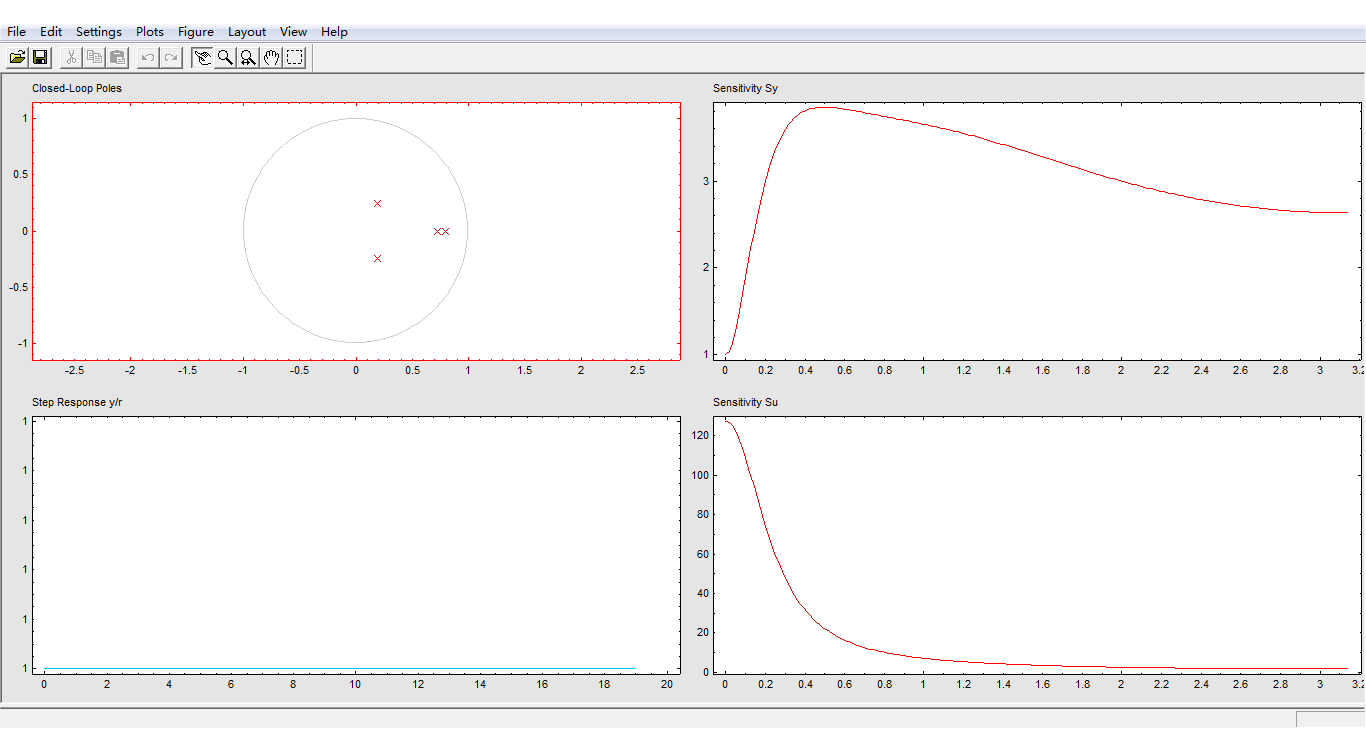 File Edit Settings Plots Figure Layout View Help
Closed-Loop Poles
1
0.5
0
-0.5
-1
-2.5 -2 -1.5 -1 -0.5 0 0.5 1 1.5 2 2.5
Sensitivity Sy
3
2
1
0 0.2 0.4 0.6 0.8 1 1.2 1.4 1.6 1.8 2 2.2 2.4 2.6 2.8 3 3.2
Step Response y/r
1
1
1
1
1
1
0 2 4 6 8 10 12 14 16 18 20
Sensitivity Su
120
100
80
60
40
20
0
0 0.2 0.4 0.6 0.8 1 1.2 1.4 1.6 1.8 2 2.2 2.4 2.6 2.8 3 3.2